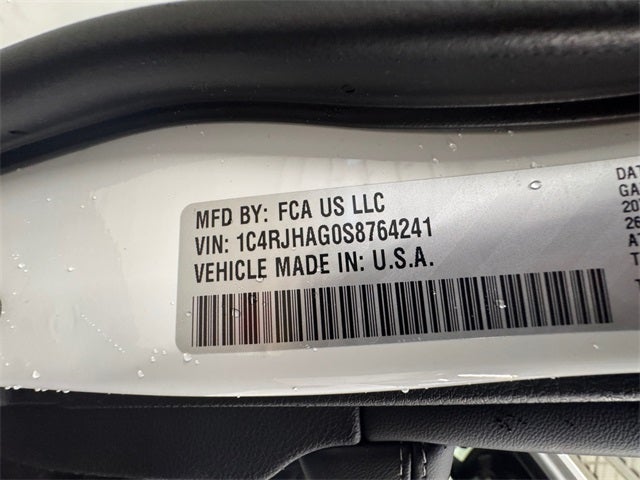 MFD BY: FCA US LLC
VIN: 1C4RJHAG0S8764241
VEHICLE MADE IN: U.S.A.